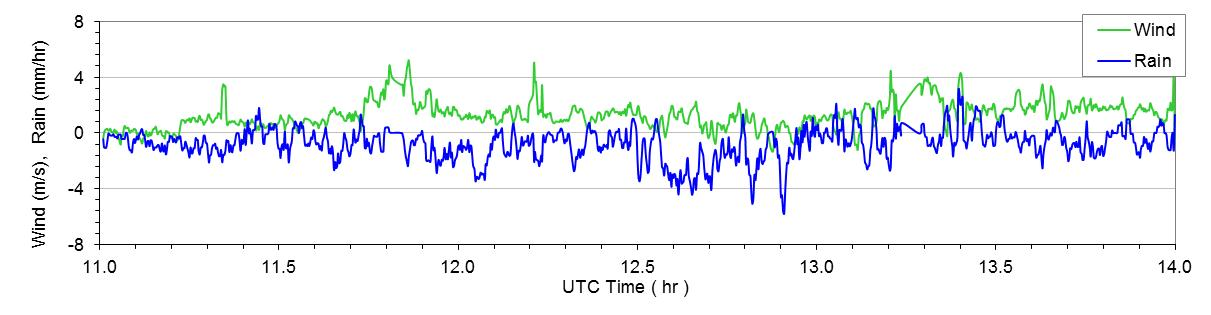 8
4
0
-4
-8
Wind (m/s),   Rain (mm/hr)
Wind
Rain
11.0 11.5 12.0 12.5 13.0 13.5 14.0
UTC Time ( hr )